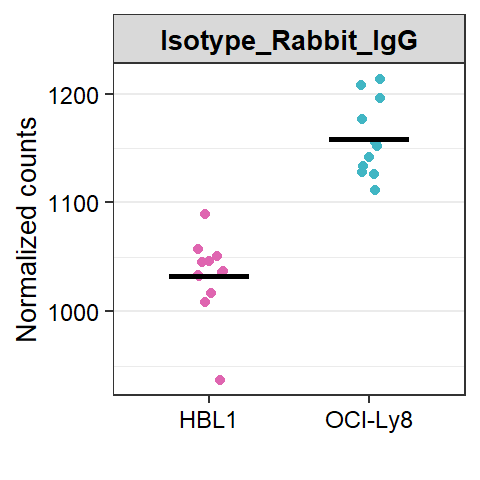 Isotype_Rabbit_IgG
Normalized counts
1200
1100
1000
HBL1
OCI-Ly8